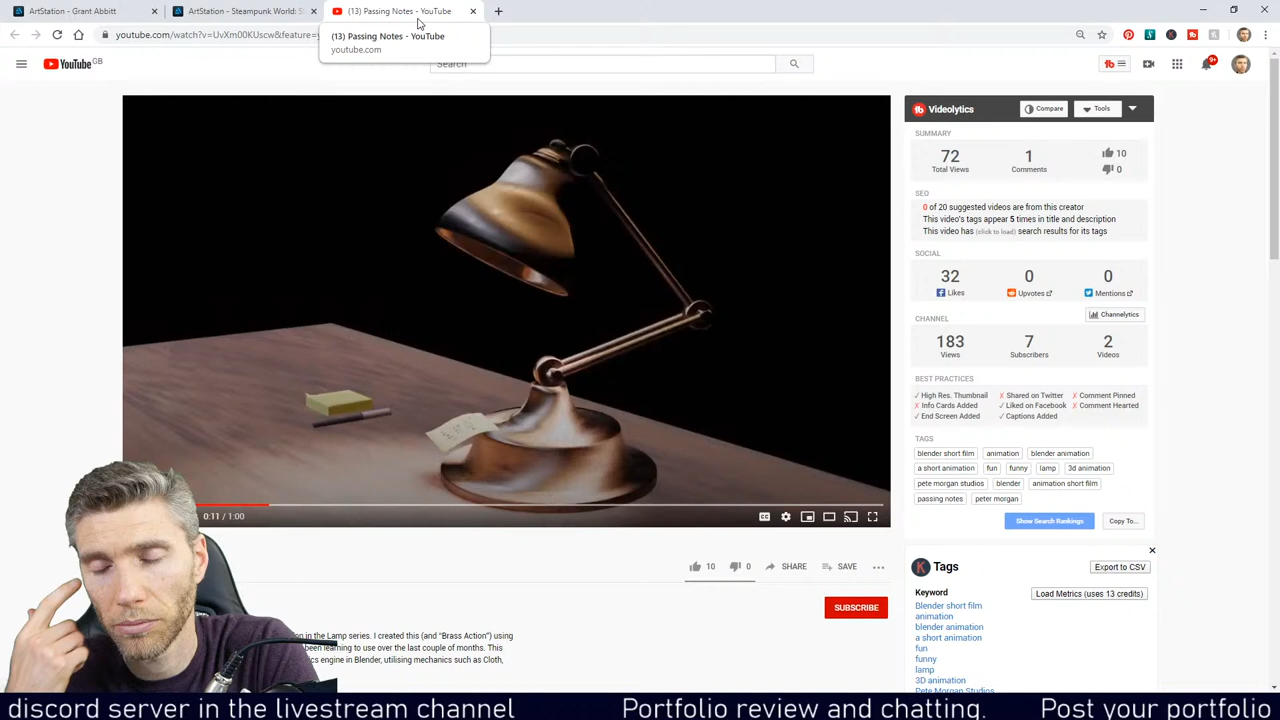 ArtStation - Grant Abbitt
ArtStation - Steampunk World: S
(13) Passing Notes - YouTube
youtube.com/watch?v=UvXm00KUscw&feature=y
(13) Passing Notes - YouTube
youtube.com
YouTube GB
Search
9+
Videolytics
Compare
Tools
SUMMARY
72
Total Views
1
Comments
10
0
SEO
0 of 20 suggested videos are from this creator
This video's tags appear 5 times in title and description
This video has (click to load) search results for its tags
SOCIAL
32
Likes
0
Upvotes
0
Mentions
CHANNEL
Channelytics
183
Views
7
Subscribers
2
Videos
BEST PRACTICES
✓ High Res. Thumbnail ✗ Shared on Twitter ✗ Comment Pinned
✗ Info Cards Added ✓ Liked on Facebook ✗ Comment Hearted
✓ End Screen Added ✓ Captions Added
TAGS
blender short film animation blender animation
a short animation fun funny lamp 3d animation
pete morgan studios blender animation short film
passing notes peter morgan
Show Search Rankings
Copy To...
0:11 / 1:00
10
0
SHARE
SAVE
SUBSCRIBE
K Tags
Export to CSV
Keyword
Load Metrics (uses 13 credits)
Blender short film
animation
blender animation
a short animation
fun
funny
lamp
3D animation
Pete Morgan Studios
on in the Lamp series. I created this (and "Brass Action") using
been learning to use over the last couple of months. This
cs engine in Blender, utilising mechanics such as Cloth,
discord server in the livestream channel
Portfolio review and chatting.
Post your portfolio